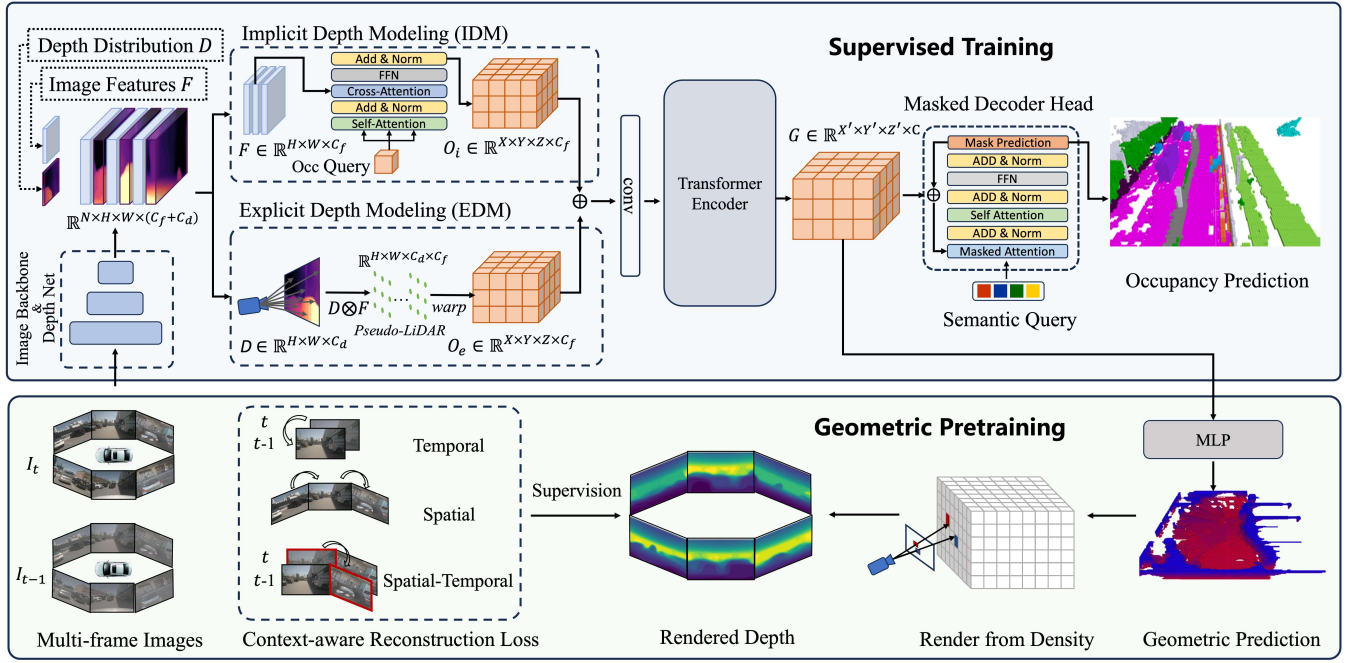 Supervised Training
Depth Distribution D
Image Features F
ℝ^{N×H×W×(C_f+C_d)}
Image Backbone
&
Depth Net
Implicit Depth Modeling (IDM)
Add & Norm
FFN
Cross-Attention
Add & Norm
Self-Attention
F ∈ ℝ^{H×W×C_f}
Occ Query
O_i ∈ ℝ^{X×Y×Z×C_f}
Explicit Depth Modeling (EDM)
ℝ^{H×W×C_d×C_f}
D⊗F
Pseudo-LiDAR
warp
D ∈ ℝ^{H×W×C_d}
O_e ∈ ℝ^{X×Y×Z×C_f}
conv
Transformer
Encoder
G ∈ ℝ^{X′×Y′×Z′×C}
Masked Decoder Head
Mask Prediction
ADD & Norm
FFN
ADD & Norm
Self Attention
ADD & Norm
Masked Attention
Semantic Query
Occupancy Prediction
Geometric Pretraining
I_t
I_{t−1}
Multi-frame Images
t
t-1
Temporal
Spatial
t
t-1
Spatial-Temporal
Context-aware Reconstruction Loss
Supervision
Rendered Depth
Render from Density
MLP
Geometric Prediction